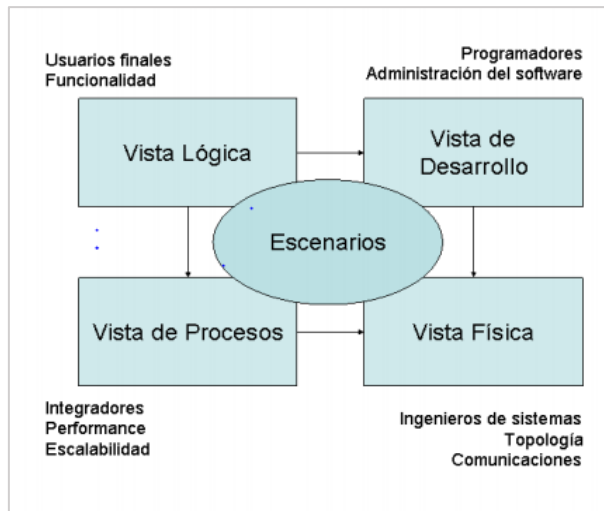 Usuarios finales
Funcionalidad
Programadores
Administración del software
Vista Lógica
Vista de
Desarrollo
Escenarios
Vista de Procesos
Vista Física
Integradores
Performance
Escalabilidad
Ingenieros de sistemas
Topología
Comunicaciones